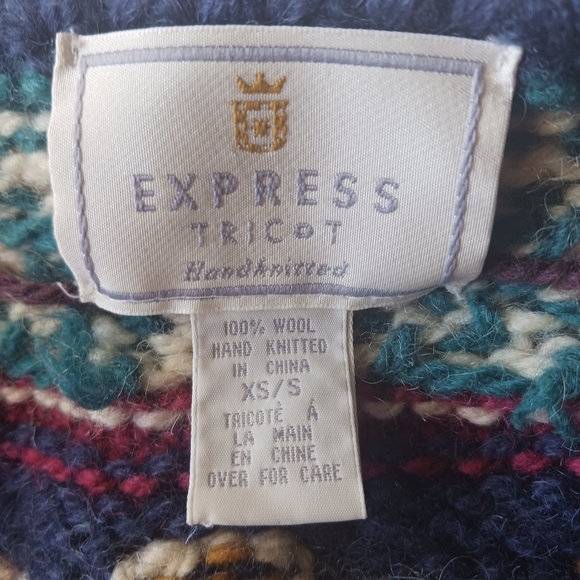 EXPRESS
TRICOT
Handknitted
100% WOOL
HAND KNITTED
IN CHINA
XS/S
TRICOTÉ À
LA MAIN
EN CHINE
OVER FOR CARE